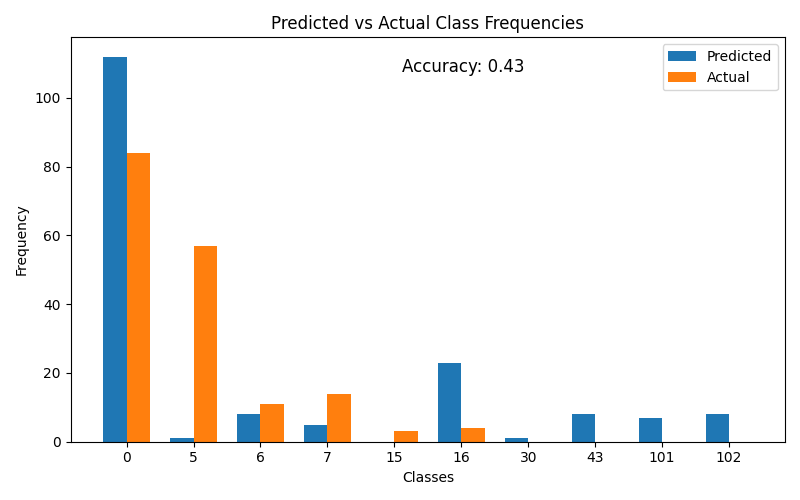 Predicted vs Actual Class Frequencies
Accuracy: 0.43
Predicted
Actual
Frequency
100
80
60
40
20
0
0 5 6 7 15 16 30 43 101 102
Classes